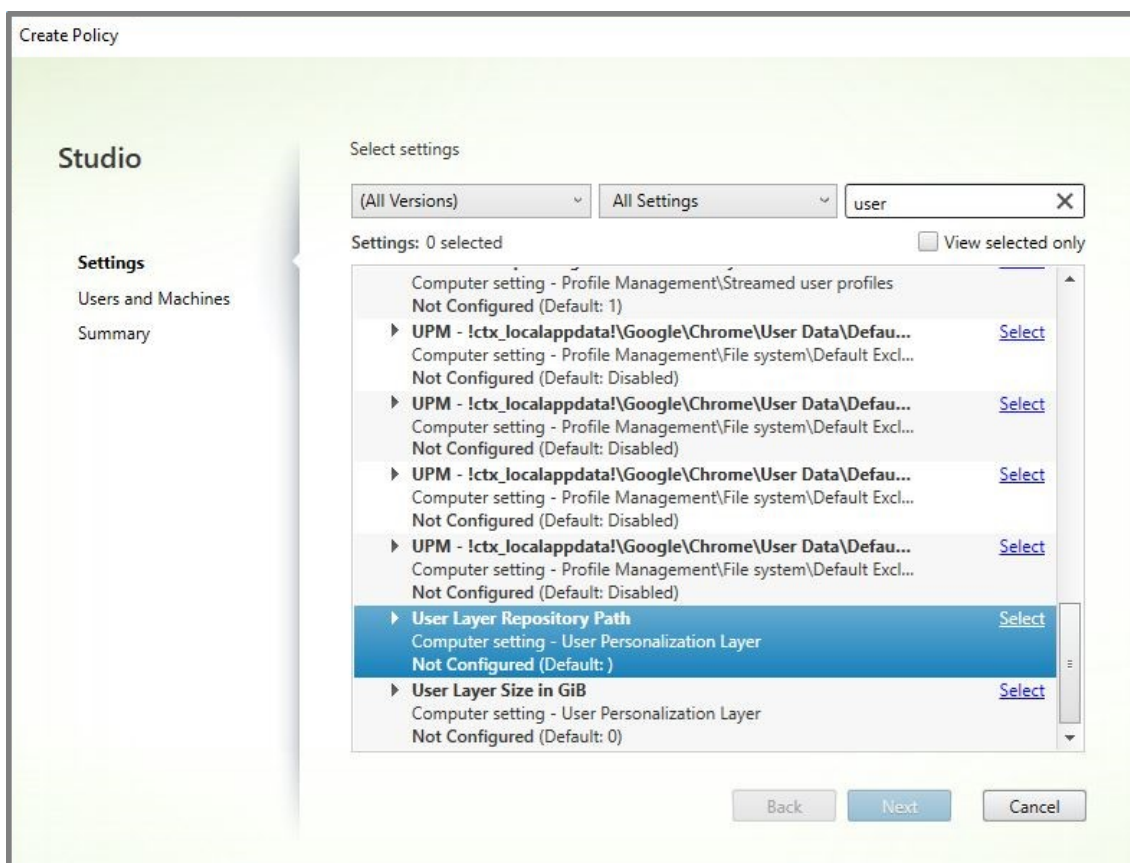 Create Policy
Studio
Settings
Users and Machines
Summary
Select settings
(All Versions)
All Settings
user
Settings: 0 selected
View selected only
Computer setting - Profile Management\Streamed user profiles
Not Configured (Default: 1)
UPM - !ctx_localappdata!\Google\Chrome\User Data\Defau... Select
Computer setting - Profile Management\File system\Default Excl...
Not Configured (Default: Disabled)
UPM - !ctx_localappdata!\Google\Chrome\User Data\Defau... Select
Computer setting - Profile Management\File system\Default Excl...
Not Configured (Default: Disabled)
UPM - !ctx_localappdata!\Google\Chrome\User Data\Defau... Select
Computer setting - Profile Management\File system\Default Excl...
Not Configured (Default: Disabled)
UPM - !ctx_localappdata!\Google\Chrome\User Data\Defau... Select
Computer setting - Profile Management\File system\Default Excl...
Not Configured (Default: Disabled)
User Layer Repository Path Select
Computer setting - User Personalization Layer
Not Configured (Default: )
User Layer Size in GiB Select
Computer setting - User Personalization Layer
Not Configured (Default: 0)
Back
Next
Cancel